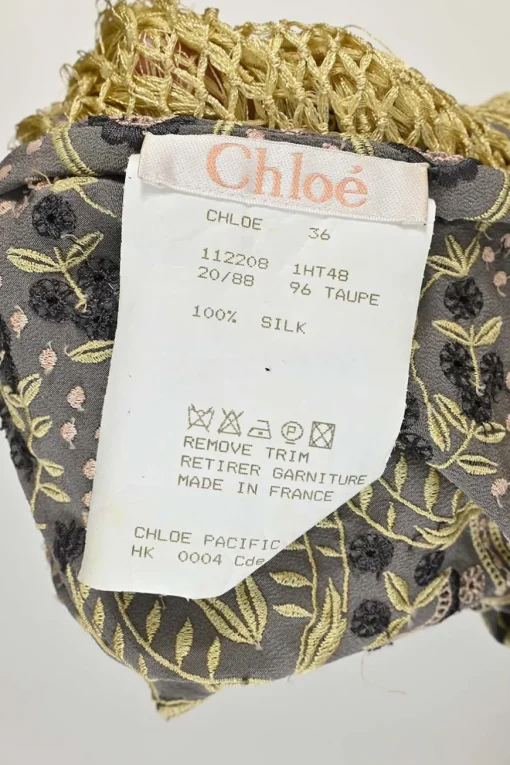 Chloé
CHLOE 36
112208 1HT48
20/88 96 TAUPE
100% SILK
REMOVE TRIM
RETIRER GARNITURE
MADE IN FRANCE
CHLOE PACIFIC
HK 0004 Cde